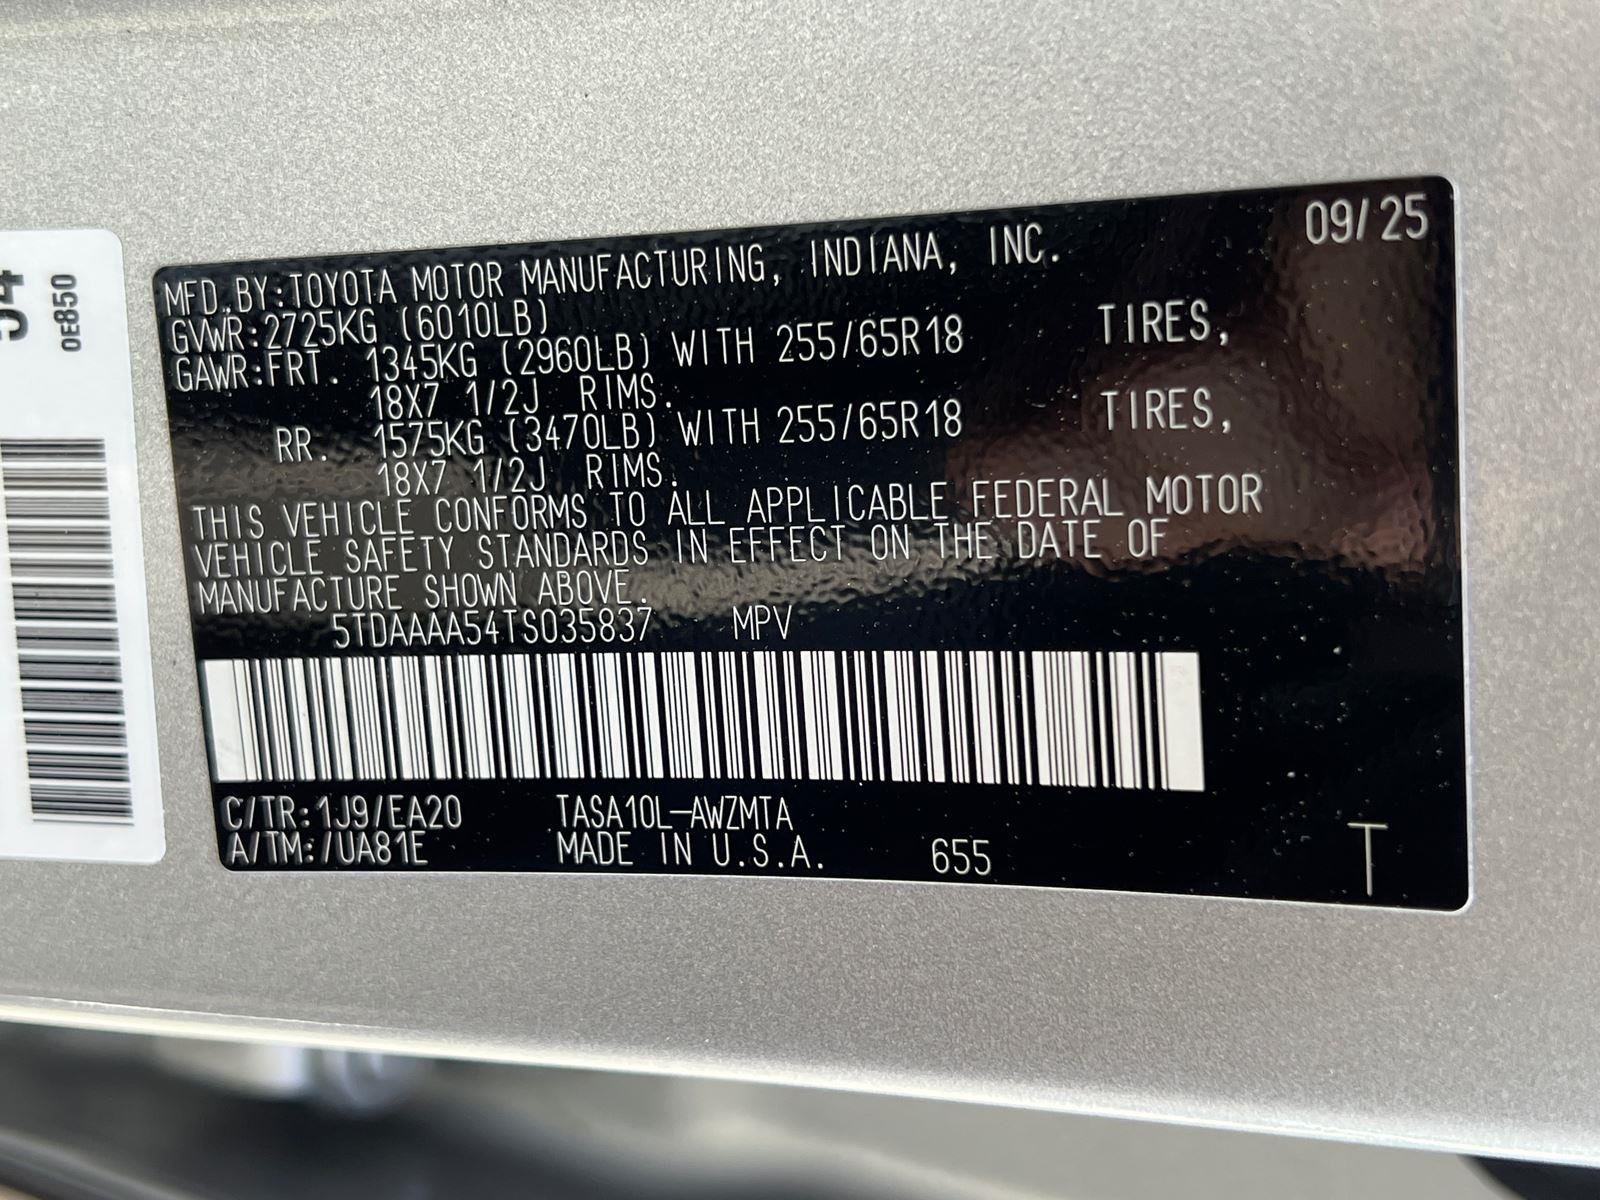 54
0E850
09/25
MFD.BY:TOYOTA MOTOR MANUFACTURING, INDIANA, INC.
GVWR:2725KG (6010LB)
GAWR:FRT. 1345KG (2960LB) WITH 255/65R18 TIRES,
18X7 1/2J RIMS.
RR. 1575KG (3470LB) WITH 255/65R18 TIRES,
18X7 1/2J RIMS.
THIS VEHICLE CONFORMS TO ALL APPLICABLE FEDERAL MOTOR
VEHICLE SAFETY STANDARDS IN EFFECT ON THE DATE OF
MANUFACTURE SHOWN ABOVE.
5TDAAAA54TS035837 MPV
C/TR:1J9/EA20 TASA10L-AWZMTA
A/TM:/UA81E MADE IN U.S.A. 655
T